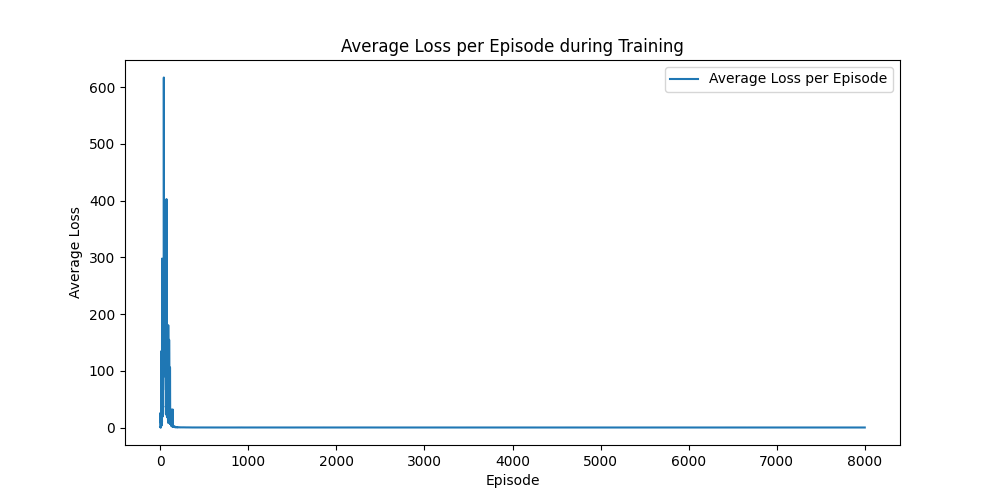 Average Loss per Episode during Training
Average Loss per Episode
600
500
400
300
200
100
0
Average Loss
0 1000 2000 3000 4000 5000 6000 7000 8000
Episode